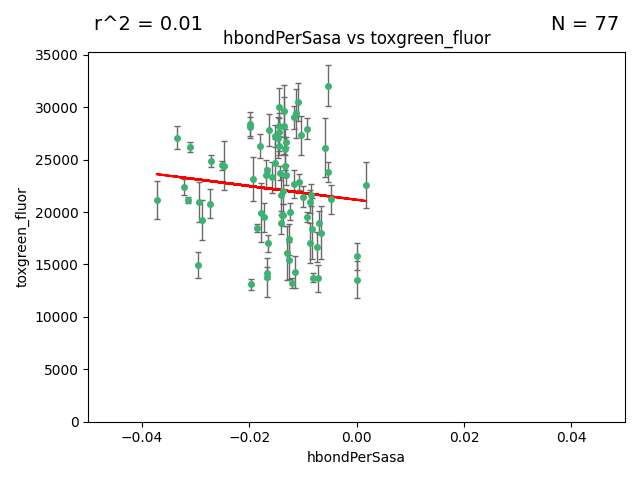 r^2 = 0.01
N = 77
hbondPerSasa vs toxgreen_fluor
35000
30000
25000
20000
15000
10000
5000
0
toxgreen_fluor
−0.04
−0.02
0.00
0.02
0.04
hbondPerSasa